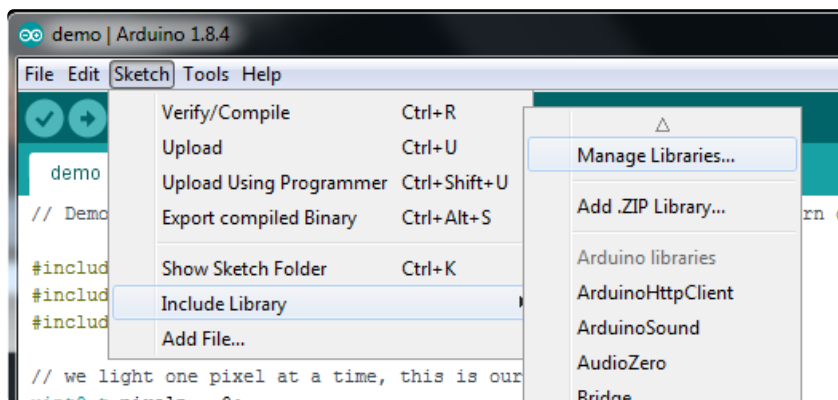 demo | Arduino 1.8.4
File Edit Sketch Tools Help
Verify/Compile Ctrl+R
Upload Ctrl+U
Upload Using Programmer Ctrl+Shift+U
Export compiled Binary Ctrl+Alt+S
Show Sketch Folder Ctrl+K
Include Library
Add File...
Manage Libraries...
Add .ZIP Library...
Arduino libraries
ArduinoHttpClient
ArduinoSound
AudioZero
Bridge
demo
// Demo
#includ
#includ
#includ
// we light one pixel at a time, this is our